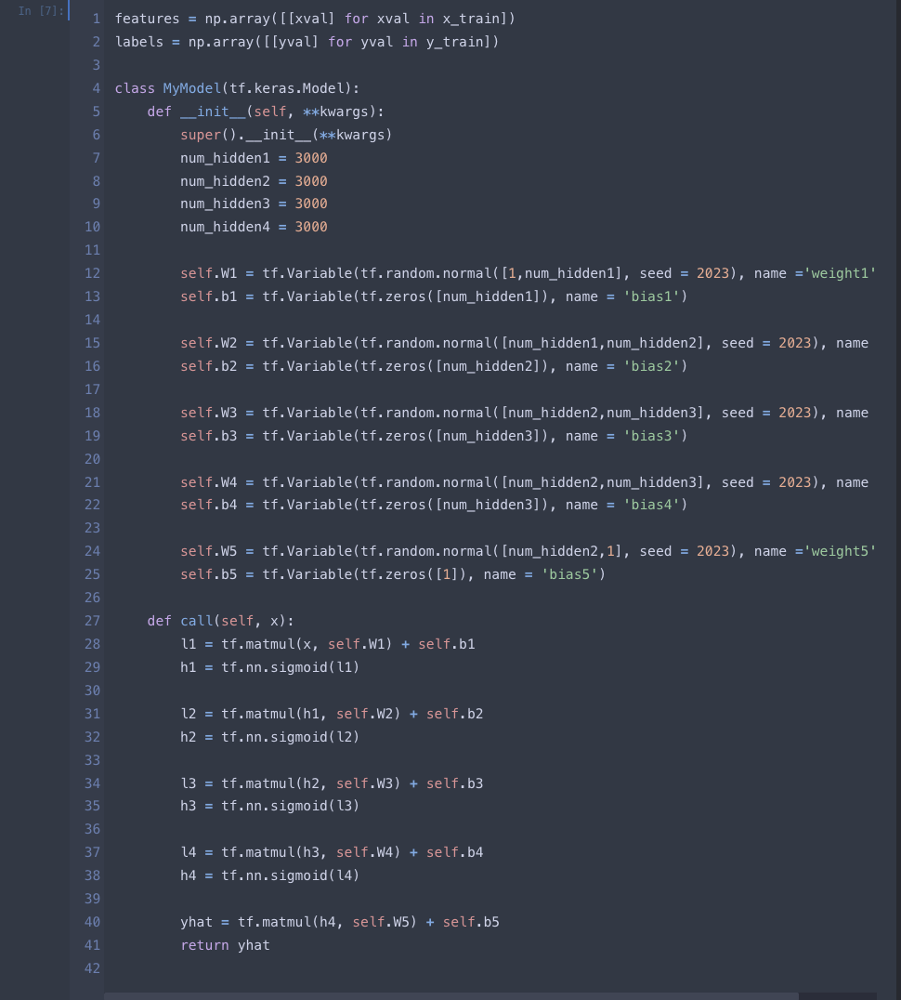 In [7]:
1 features = np.array([[xval] for xval in x_train])
2 labels = np.array([[yval] for yval in y_train])
3
4 class MyModel(tf.keras.Model):
5     def __init__(self, **kwargs):
6         super().__init__(**kwargs)
7         num_hidden1 = 3000
8         num_hidden2 = 3000
9         num_hidden3 = 3000
10         num_hidden4 = 3000
11
12         self.W1 = tf.Variable(tf.random.normal([1,num_hidden1], seed = 2023), name ='weight1'
13         self.b1 = tf.Variable(tf.zeros([num_hidden1]), name = 'bias1')
14
15         self.W2 = tf.Variable(tf.random.normal([num_hidden1,num_hidden2], seed = 2023), name
16         self.b2 = tf.Variable(tf.zeros([num_hidden2]), name = 'bias2')
17
18         self.W3 = tf.Variable(tf.random.normal([num_hidden2,num_hidden3], seed = 2023), name
19         self.b3 = tf.Variable(tf.zeros([num_hidden3]), name = 'bias3')
20
21         self.W4 = tf.Variable(tf.random.normal([num_hidden2,num_hidden3], seed = 2023), name
22         self.b4 = tf.Variable(tf.zeros([num_hidden3]), name = 'bias4')
23
24         self.W5 = tf.Variable(tf.random.normal([num_hidden2,1], seed = 2023), name ='weight5'
25         self.b5 = tf.Variable(tf.zeros([1]), name = 'bias5')
26
27     def call(self, x):
28         l1 = tf.matmul(x, self.W1) + self.b1
29         h1 = tf.nn.sigmoid(l1)
30
31         l2 = tf.matmul(h1, self.W2) + self.b2
32         h2 = tf.nn.sigmoid(l2)
33
34         l3 = tf.matmul(h2, self.W3) + self.b3
35         h3 = tf.nn.sigmoid(l3)
36
37         l4 = tf.matmul(h3, self.W4) + self.b4
38         h4 = tf.nn.sigmoid(l4)
39
40         yhat = tf.matmul(h4, self.W5) + self.b5
41         return yhat
42